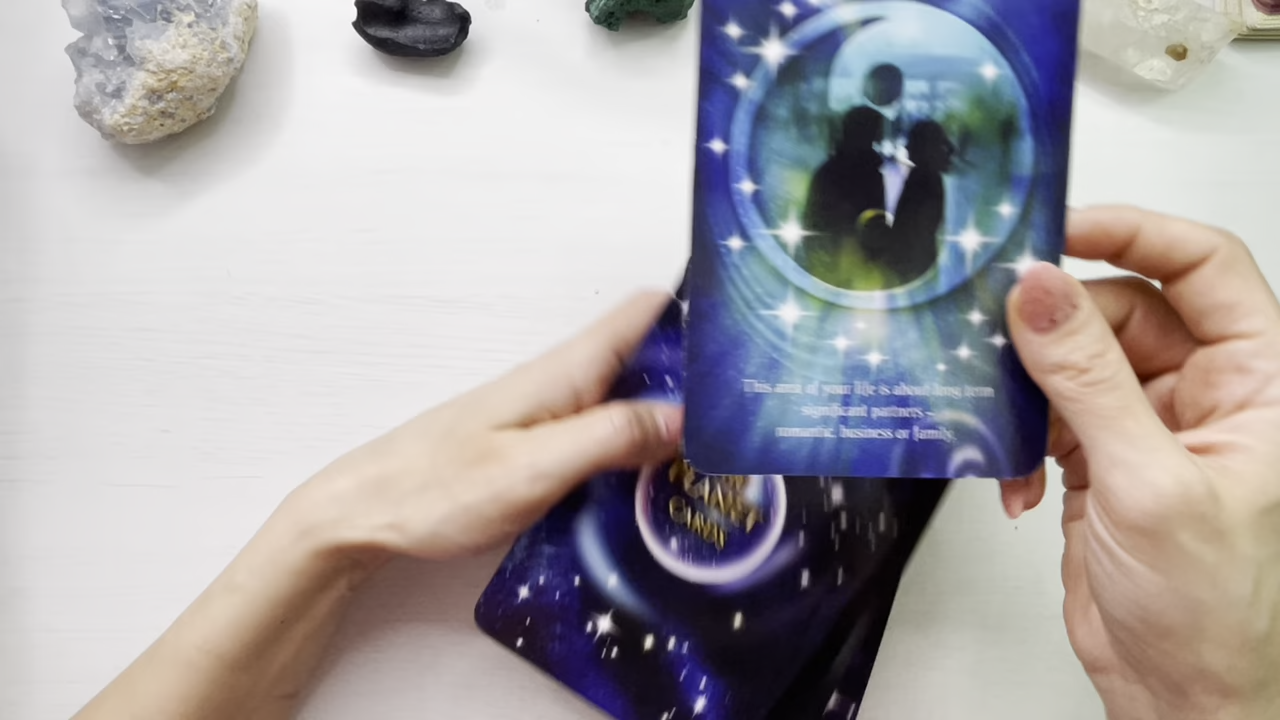 This area of your life is about long term
significant partners -
romantic, business or family.